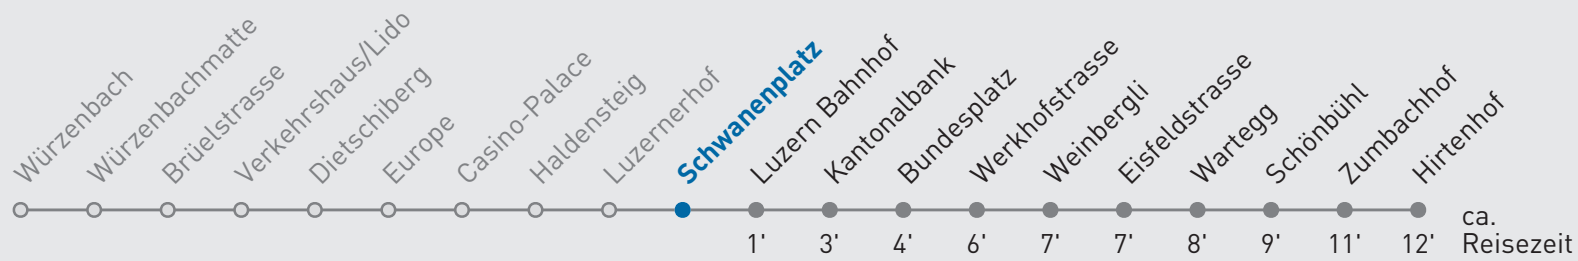 Würzenbach
Würzenbachmatte
Brüelstrasse
Verkehrshaus/Lido
Dietschiberg
Europe
Casino-Palace
Haldensteig
Luzernerhof
Schwanenplatz
Luzern Bahnhof
Kantonalbank
Bundesplatz
Werkhofstrasse
Weinbergli
Eisfeldstrasse
Wartegg
Schönbühl
Zumbachhof
Hirtenhof
1' 3' 4' 6' 7' 7' 8' 9' 11' 12'
ca.
Reisezeit